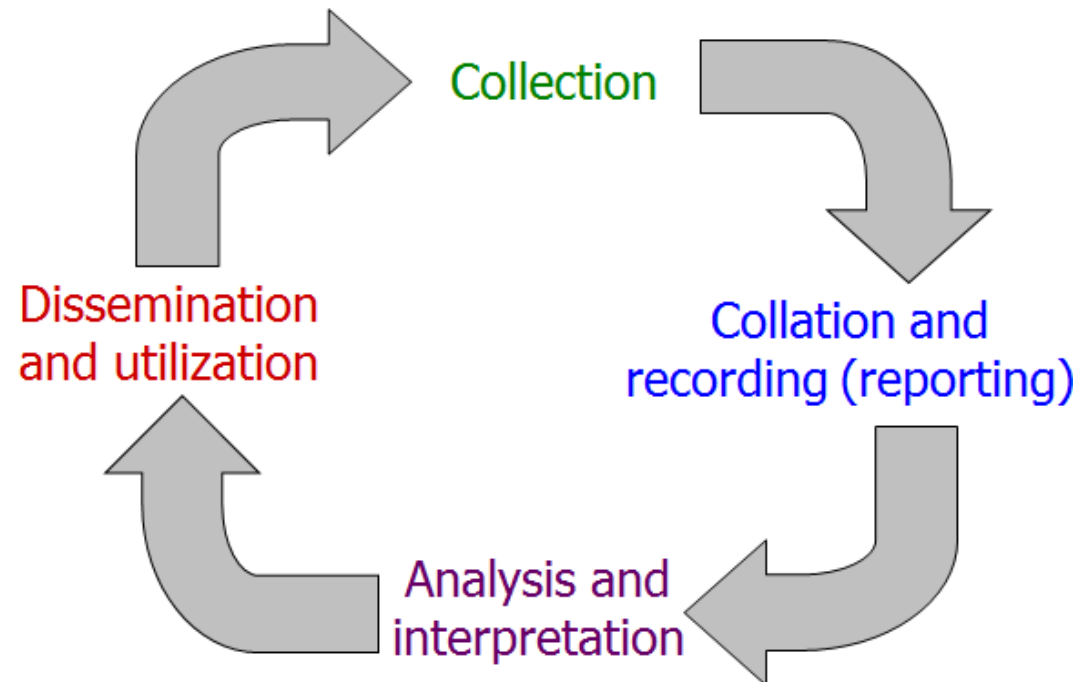 Collection
Collation and
recording (reporting)
Analysis and
interpretation
Dissemination
and utilization